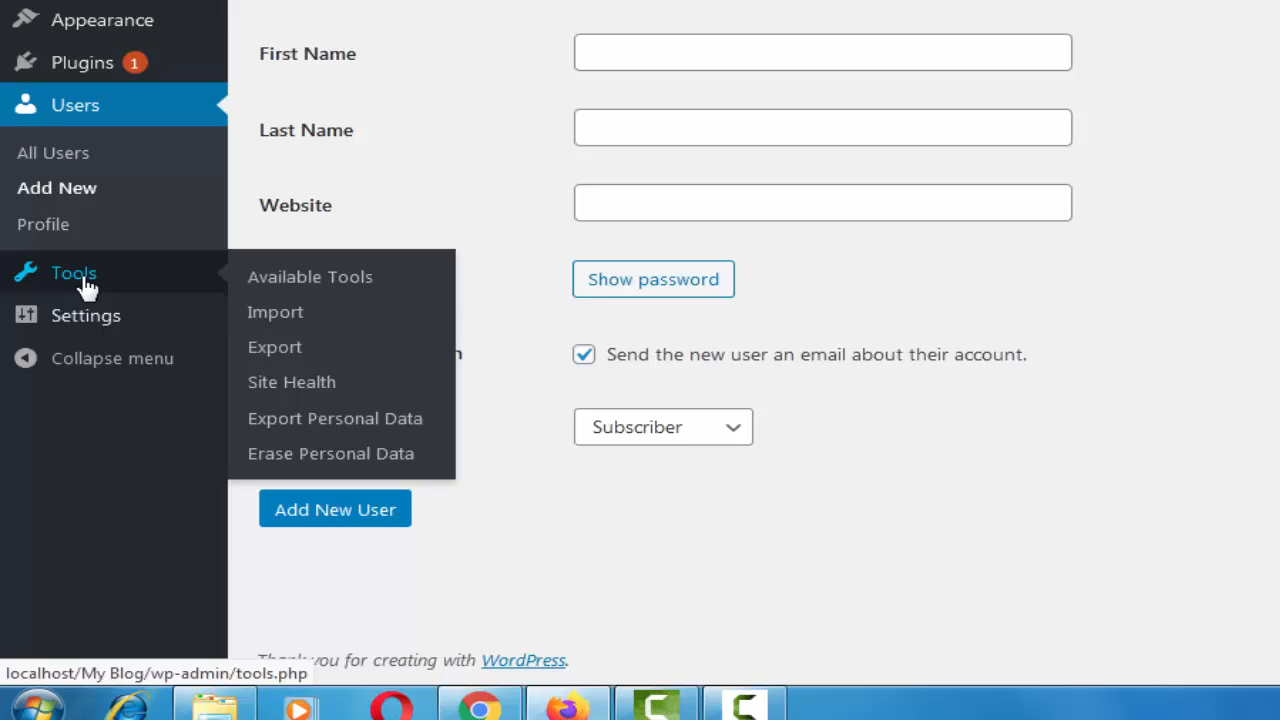 Appearance
Plugins 1
Users
All Users
Add New
Profile
Tools
Settings
Collapse menu
Available Tools
Import
Export
Site Health
Export Personal Data
Erase Personal Data
First Name
Last Name
Website
Show password
Send the new user an email about their account.
Subscriber
Add New User
you for creating with WordPress.
localhost/My Blog/wp-admin/tools.php